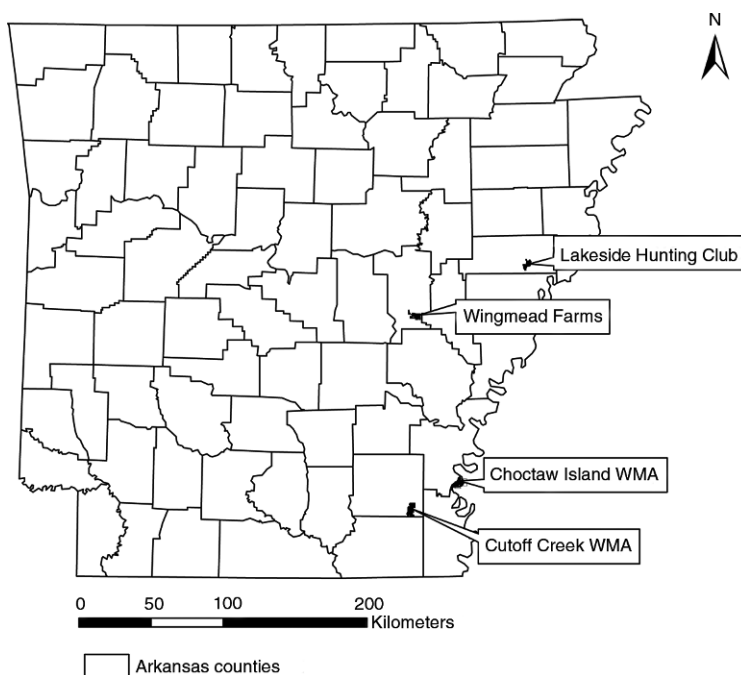 N
Lakeside Hunting Club
Wingmead Farms
Choctaw Island WMA
Cutoff Creek WMA
0 50 100 200
Kilometers
Arkansas counties